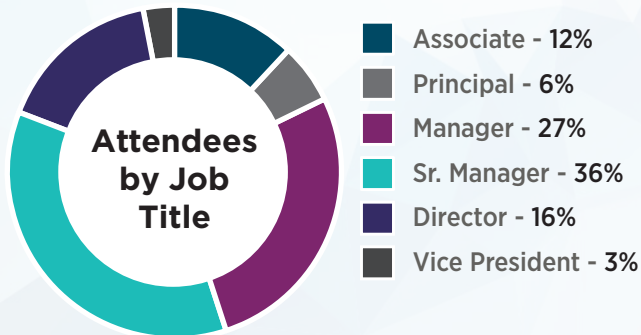 Attendees
by Job
Title
Associate - 12%
Principal - 6%
Manager - 27%
Sr. Manager - 36%
Director - 16%
Vice President - 3%